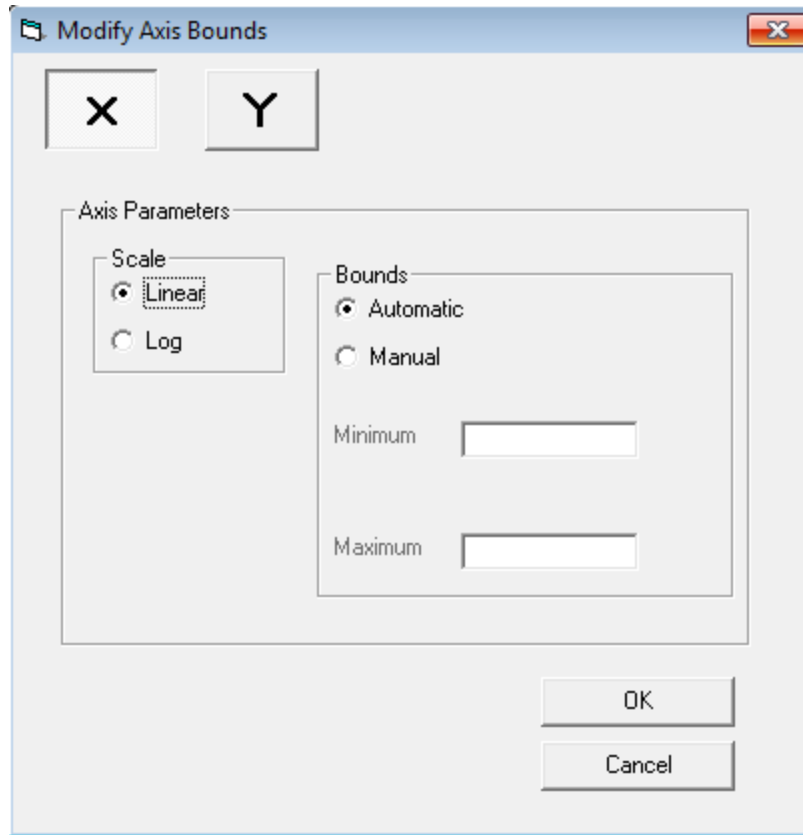 Modify Axis Bounds
X
Y
Axis Parameters
Scale
Linear
Log
Bounds
Automatic
Manual
Minimum
Maximum
OK
Cancel